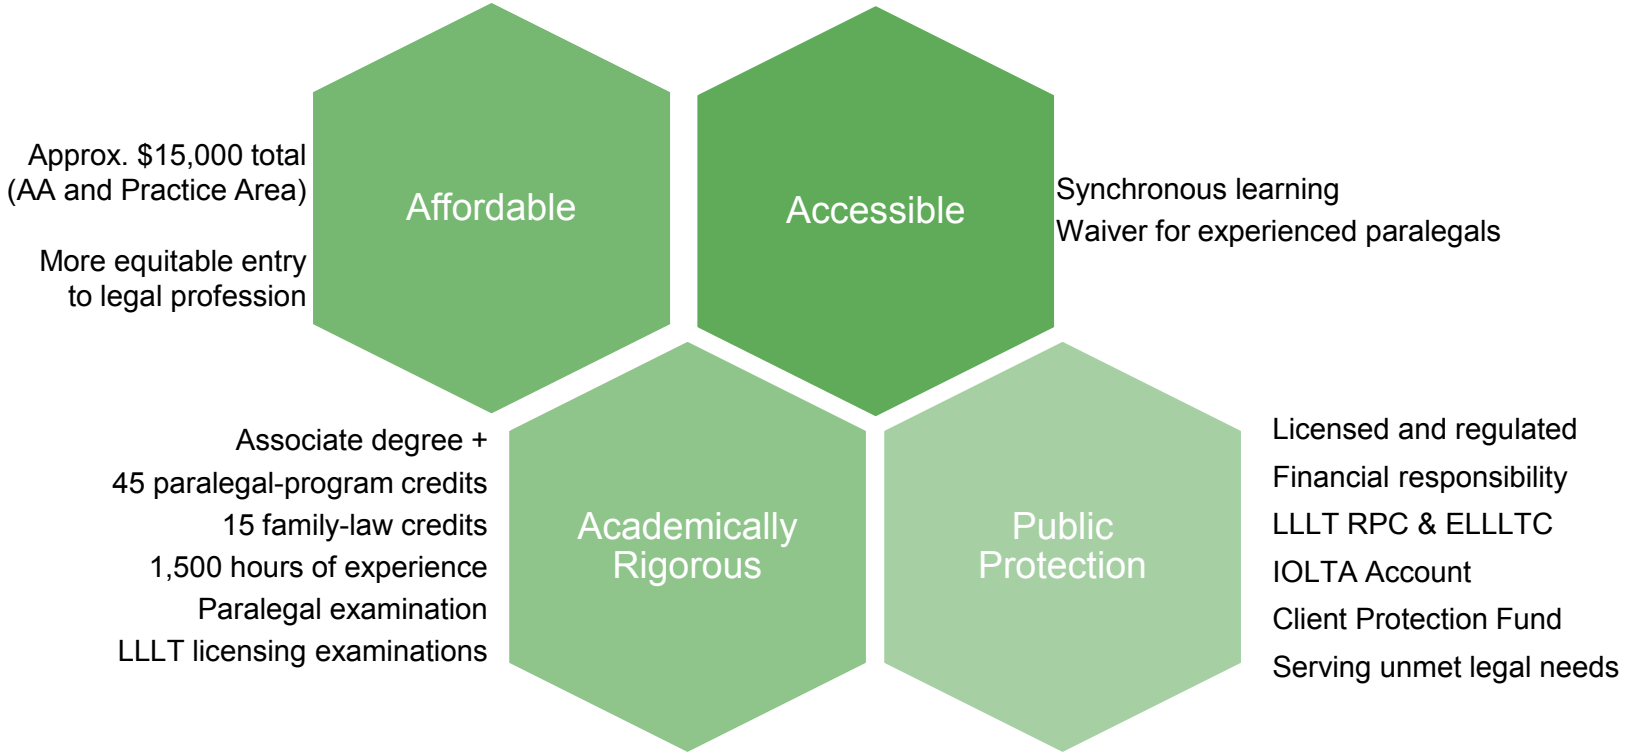 Approx. $15,000 total
(AA and Practice Area)
More equitable entry
to legal profession
Affordable
Accessible
Synchronous learning
Waiver for experienced paralegals
Associate degree +
45 paralegal-program credits
15 family-law credits
1,500 hours of experience
Paralegal examination
LLLT licensing examinations
Academically
Rigorous
Public
Protection
Licensed and regulated
Financial responsibility
LLLT RPC & ELLLTC
IOLTA Account
Client Protection Fund
Serving unmet legal needs